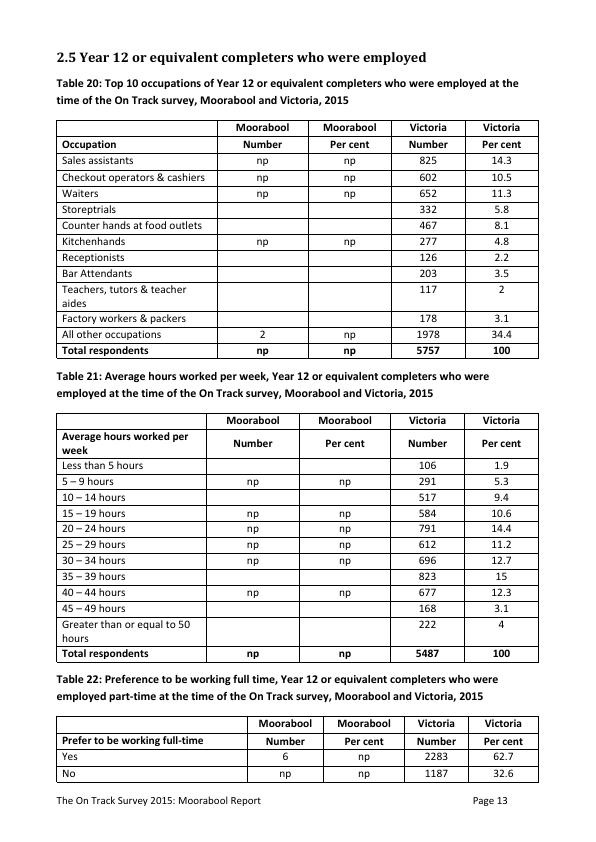 2.5 Year 12 or equivalent completers who were employed
Table 20: Top 10 occupations of Year 12 or equivalent completers who were employed at the
time of the On Track survey, Moorabool and Victoria, 2015
Moorabool Moorabool Victoria Victoria
Occupation Number Per cent Number Per cent
Sales assistants np np 825 14.3
Checkout operators & cashiers np np 602 10.5
Waiters np np 652 11.3
Storeptrials 332 5.8
Counter hands at food outlets 467 8.1
Kitchenhands np np 277 4.8
Receptionists 126 2.2
Bar Attendants 203 3.5
Teachers, tutors & teacher 117 2
aides
Factory workers & packers 178 3.1
All other occupations 2 np 1978 34.4
Total respondents np np 5757 100
Table 21: Average hours worked per week, Year 12 or equivalent completers who were
employed at the time of the On Track survey, Moorabool and Victoria, 2015
Moorabool Moorabool Victoria Victoria
Average hours worked per Number Per cent Number Per cent
week
Less than 5 hours 106 1.9
5 – 9 hours np np 291 5.3
10 – 14 hours 517 9.4
15 – 19 hours np np 584 10.6
20 – 24 hours np np 791 14.4
25 – 29 hours np np 612 11.2
30 – 34 hours np np 696 12.7
35 – 39 hours 823 15
40 – 44 hours np np 677 12.3
45 – 49 hours 168 3.1
Greater than or equal to 50 222 4
hours
Total respondents np np 5487 100
Table 22: Preference to be working full time, Year 12 or equivalent completers who were
employed part-time at the time of the On Track survey, Moorabool and Victoria, 2015
Moorabool Moorabool Victoria Victoria
Prefer to be working full-time Number Per cent Number Per cent
Yes 6 np 2283 62.7
No np np 1187 32.6
The On Track Survey 2015: Moorabool Report Page 13